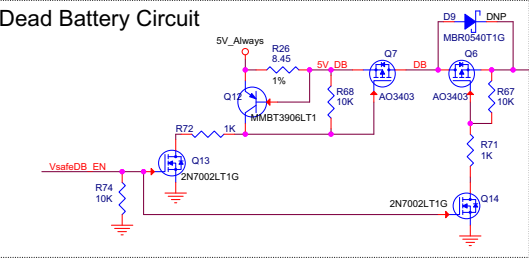 Dead Battery Circuit
D9
DNP
MBR0540T1G
5V_Always
R26
8.45
1%
5V_DB
Q7
DB
Q6
Q12
MMBT3906LT1
R68
10K
AO3403
AO3403
R67
10K
R72
1K
R71
1K
VsafeDB_EN
Q13
2N7002LT1G
R74
10K
2N7002LT1G
Q14